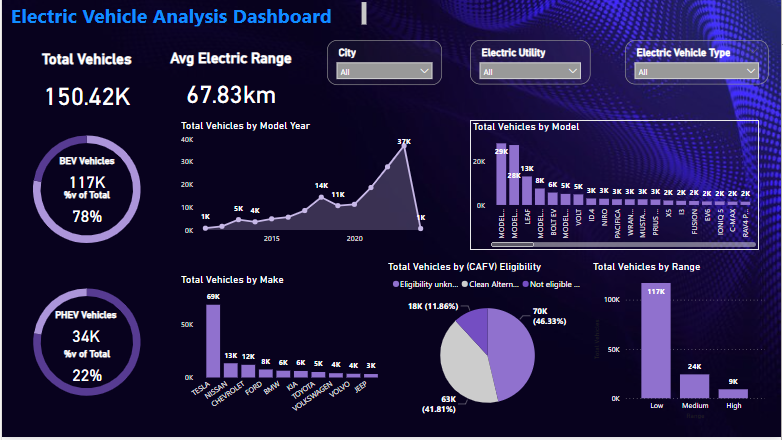 Electric Vehicle Analysis Dashboard
Total Vehicles
150.42K
Avg Electric Range
67.83km
City
All
Electric Utility
All
Electric Vehicle Type
All
BEV Vehicles
117K
%v of Total
78%
PHEV Vehicles
34K
%v of Total
22%
Total Vehicles by Model Year
40K
30K
20K
10K
0K
1K
5K
4K
14K
11K
37K
1K
2015
2020
Total Vehicles by Model
20K
0K
29K
28K
13K
8K
6K
5K
5K
3K
3K
3K
3K
3K
3K
2K
2K
2K
2K
2K
2K
2K
MODEL...
MODEL...
LEAF
MODEL...
BOLT EV
MODEL...
VOLT
ID.4
NIRO
PACIFICA
WRAN...
MUSTA...
PRIUS ...
X5
I3
FUSION
EV6
IONIQ 5
C-MAX
RAV4 P...
Total Vehicles by Make
50K
0K
69K
13K
12K
8K
6K
6K
5K
4K
4K
3K
TESLA
NISSAN
CHEVROLET
FORD
BMW
KIA
TOYOTA
VOLKSWAGEN
VOLVO
JEEP
Total Vehicles by (CAFV) Eligibility
Eligibility unkn...
Clean Altern...
Not eligible ...
18K (11.86%)
70K
(46.33%)
63K
(41.81%)
Total Vehicles by Range
100K
50K
0K
117K
24K
9K
Low
Medium
High